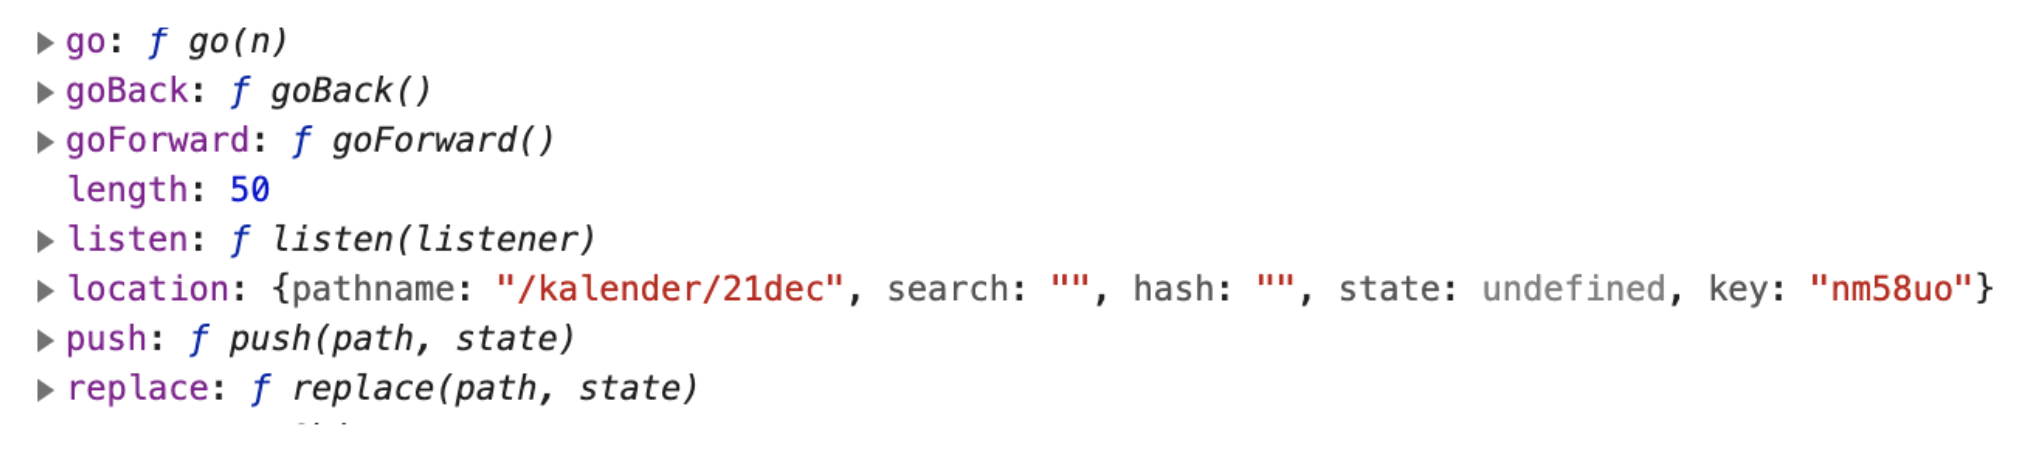 go: ƒ go(n)
goBack: ƒ goBack()
goForward: ƒ goForward()
length: 50
listen: ƒ listen(listener)
location: {pathname: "/kalender/21dec", search: "", hash: "", state: undefined, key: "nm58uo"}
push: ƒ push(path, state)
replace: ƒ replace(path, state)